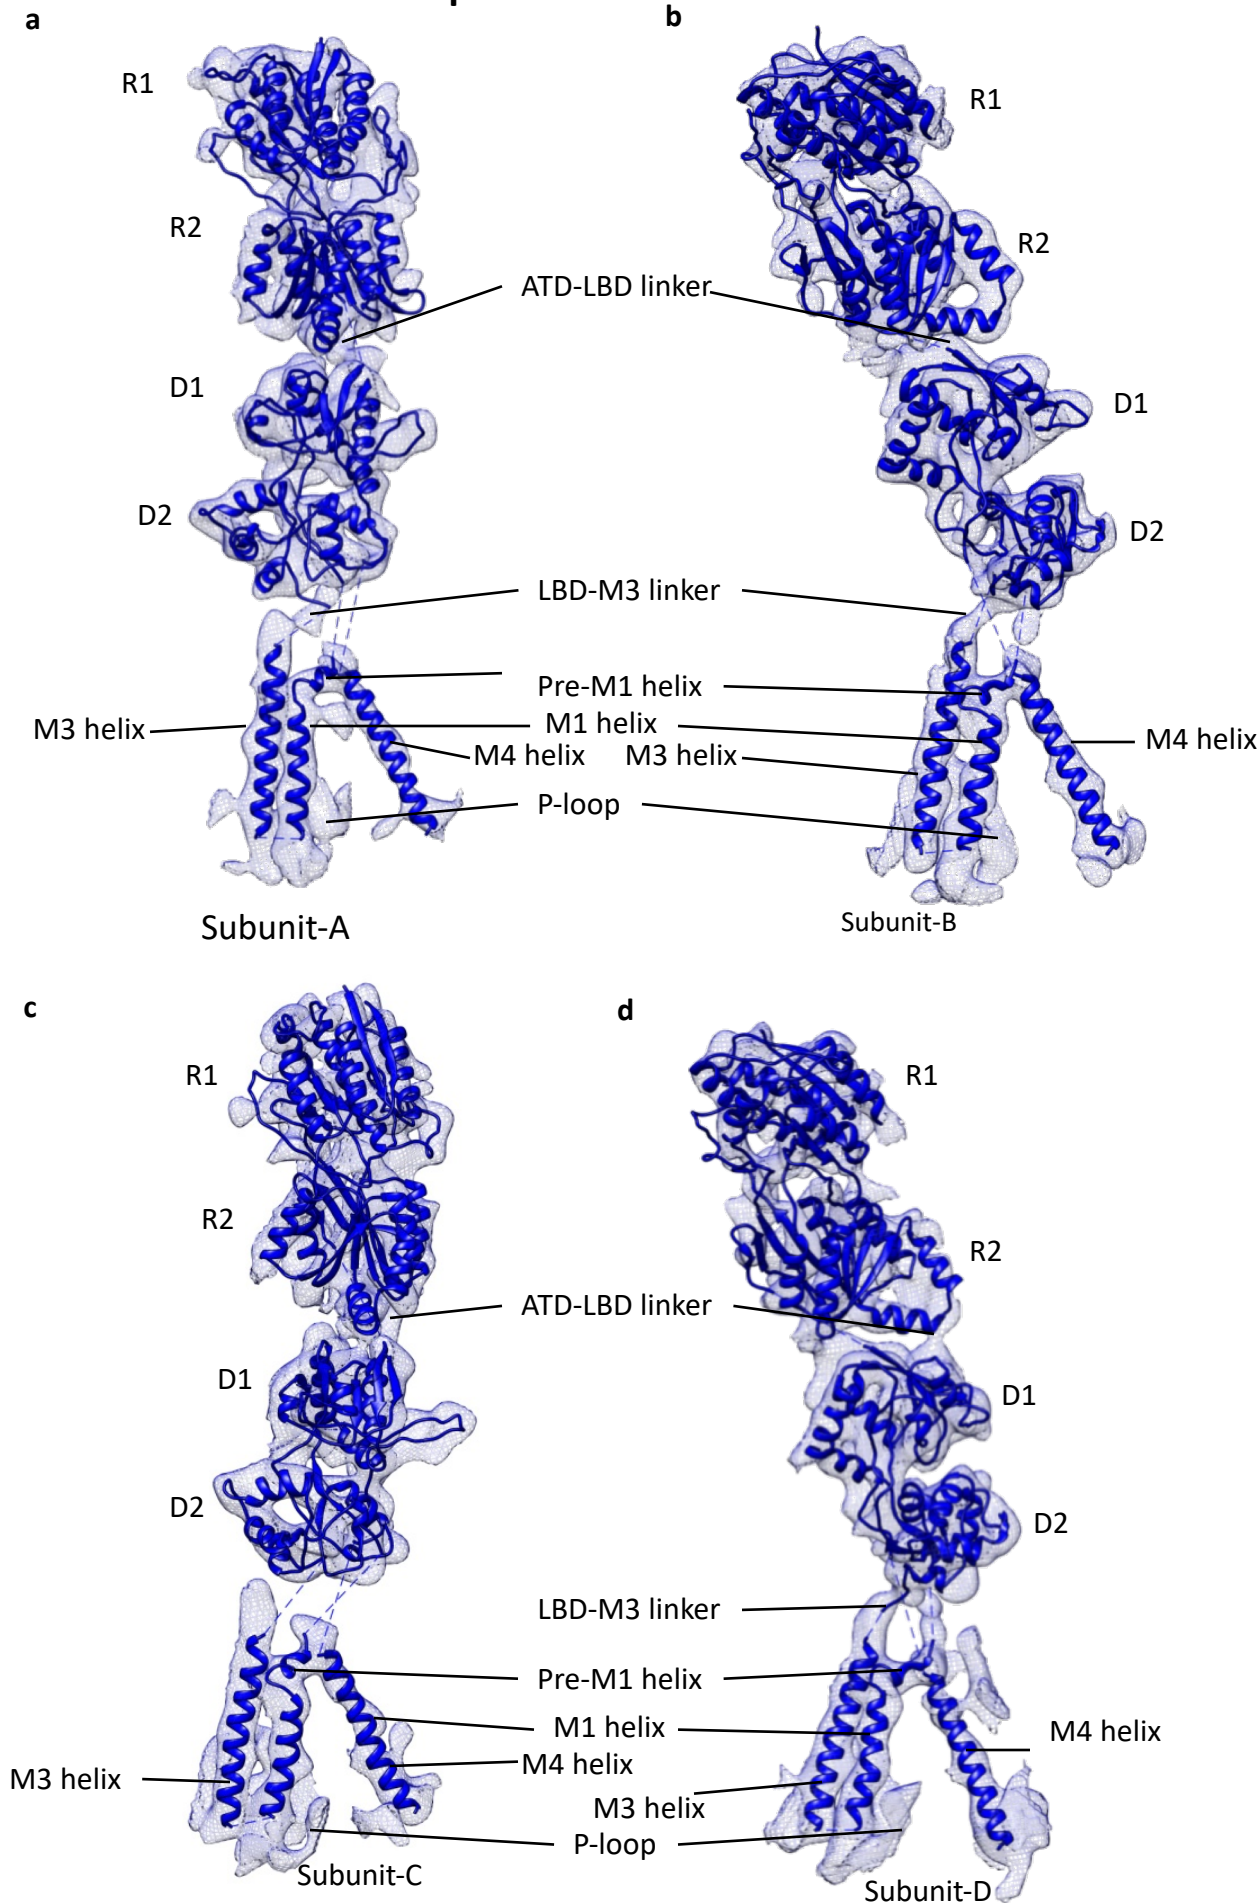 a
b
R1
R1
R2
R2
ATD-LBD linker
D1
D1
D2
D2
LBD-M3 linker
Pre-M1 helix
M3 helix
M1 helix
M4 helix
M4 helix
M3 helix
P-loop
Subunit-A
Subunit-B
c
d
R1
R1
R2
R2
ATD-LBD linker
D1
D1
D2
D2
LBD-M3 linker
Pre-M1 helix
M1 helix
M4 helix
M4 helix
M3 helix
M3 helix
P-loop
Subunit-C
Subunit-D